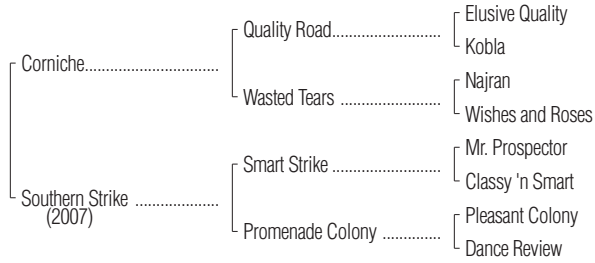 Elusive Quality
Quality Road..............................
Kobla
Corniche.....................................
Najran
Wasted Tears ...........................
Wishes and Roses
Mr. Prospector
Smart Strike .............................
Classy 'n Smart
Southern Strike .......................
(2007)
Pleasant Colony
Promenade Colony ................
Dance Review